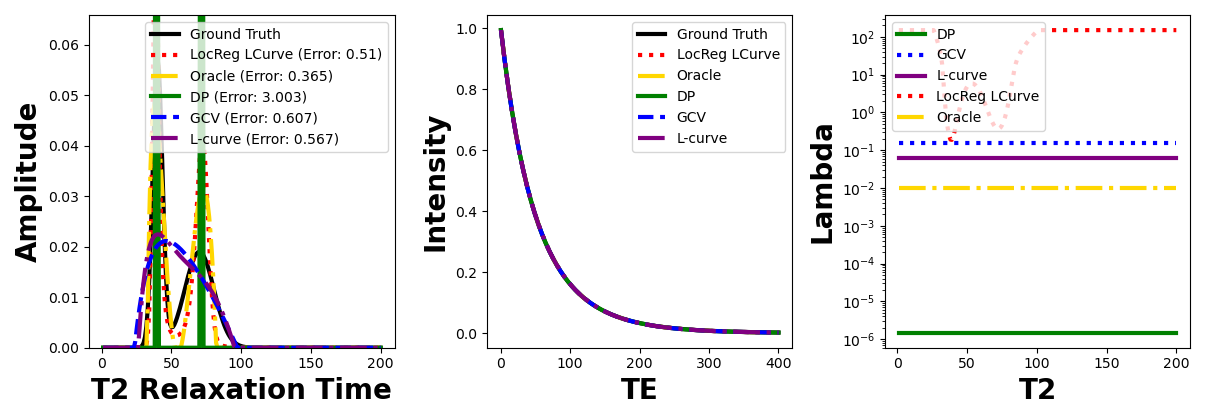 Amplitude
0.06
0.05
0.04
0.03
0.02
0.01
0.00
0
50
100
150
200
T2 Relaxation Time
Ground Truth
LocReg LCurve (Error: 0.51)
Oracle (Error: 0.365)
DP (Error: 3.003)
GCV (Error: 0.607)
L-curve (Error: 0.567)
Intensity
1.0
0.8
0.6
0.4
0.2
0.0
0
100
200
300
400
TE
Ground Truth
LocReg LCurve
Oracle
DP
GCV
L-curve
Lambda
10²
10¹
10⁰
10⁻¹
10⁻²
10⁻³
10⁻⁴
10⁻⁵
10⁻⁶
0
50
100
150
200
T2
DP
GCV
L-curve
LocReg LCurve
Oracle